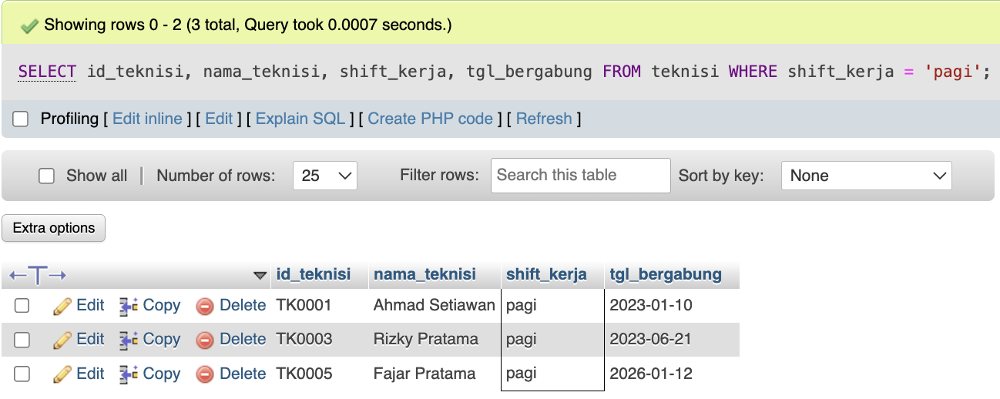 Showing rows 0 - 2 (3 total, Query took 0.0007 seconds.)
SELECT id_teknisi, nama_teknisi, shift_kerja, tgl_bergabung FROM teknisi WHERE shift_kerja = 'pagi';
Profiling [ Edit inline ] [ Edit ] [ Explain SQL ] [ Create PHP code ] [ Refresh ]
Show all | Number of rows: 25 Filter rows: Search this table Sort by key: None
Extra options
←T→ id_teknisi nama_teknisi shift_kerja tgl_bergabung
Edit Copy Delete TK0001 Ahmad Setiawan pagi 2023-01-10
Edit Copy Delete TK0003 Rizky Pratama pagi 2023-06-21
Edit Copy Delete TK0005 Fajar Pratama pagi 2026-01-12